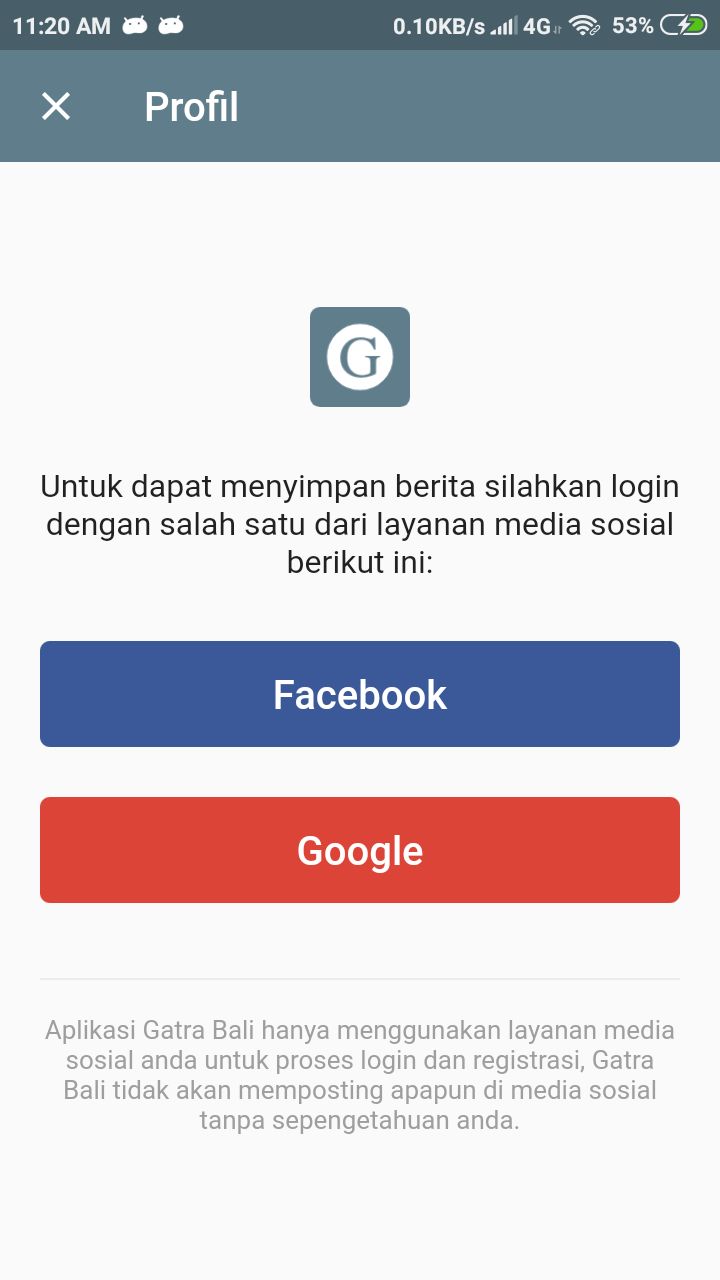 11:20 AM 0.10KB/s 4G 53%
Profil
G
Untuk dapat menyimpan berita silahkan login
dengan salah satu dari layanan media sosial
berikut ini:
Facebook
Google
Aplikasi Gatra Bali hanya menggunakan layanan media
sosial anda untuk proses login dan registrasi, Gatra
Bali tidak akan memposting apapun di media sosial
tanpa sepengetahuan anda.